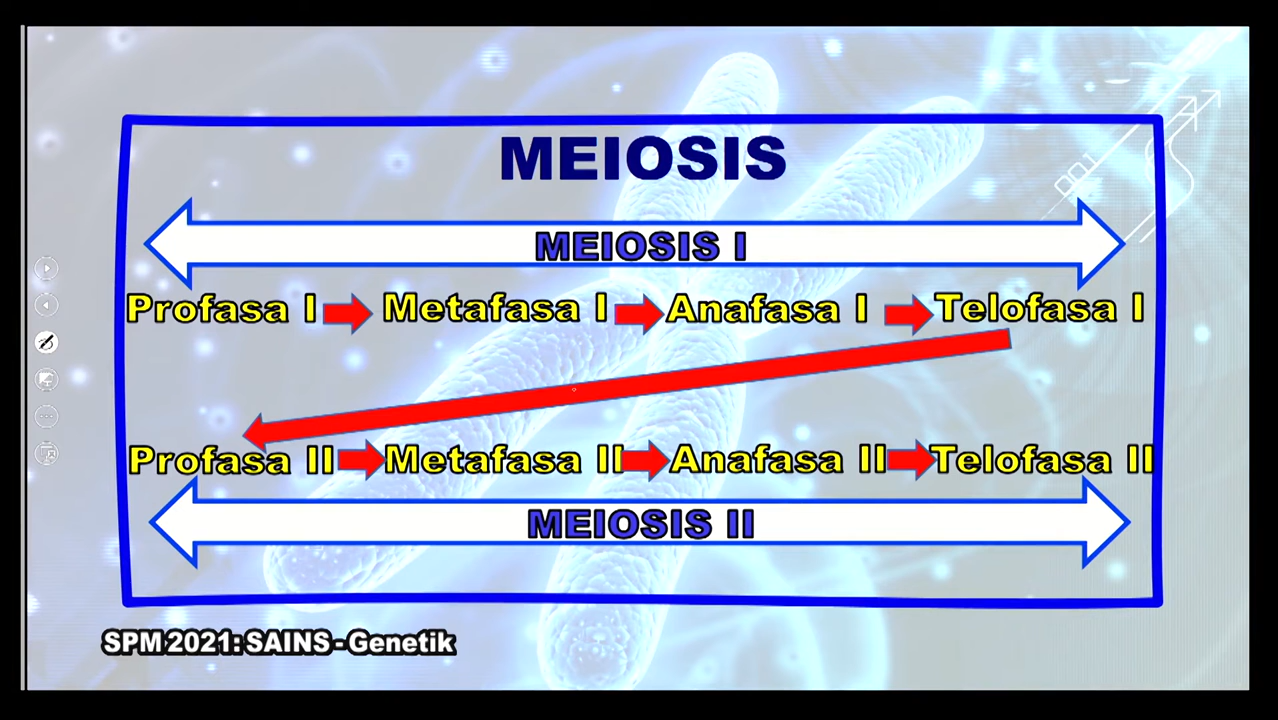 MEIOSIS
MEIOSIS I
Profasa I Metafasa I Anafasa I Telofasa I
Profasa II Metafasa II Anafasa II Telofasa II
MEIOSIS II
SPM 2021: SAINS - Genetik
001